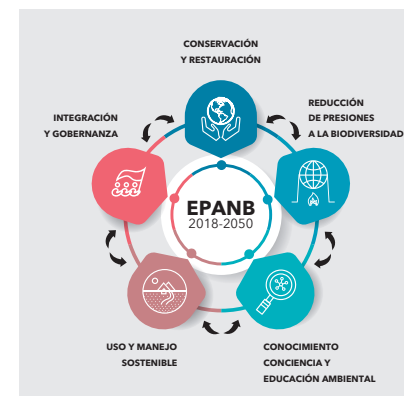 CONSERVACIÓN
Y RESTAURACIÓN
REDUCCIÓN
DE PRESIONES
A LA BIODIVERSIDAD
INTEGRACIÓN
Y GOBERNANZA
EPANB
2018-2050
USO Y MANEJO
SOSTENIBLE
CONOCIMIENTO
CONCIENCIA Y
EDUCACIÓN AMBIENTAL